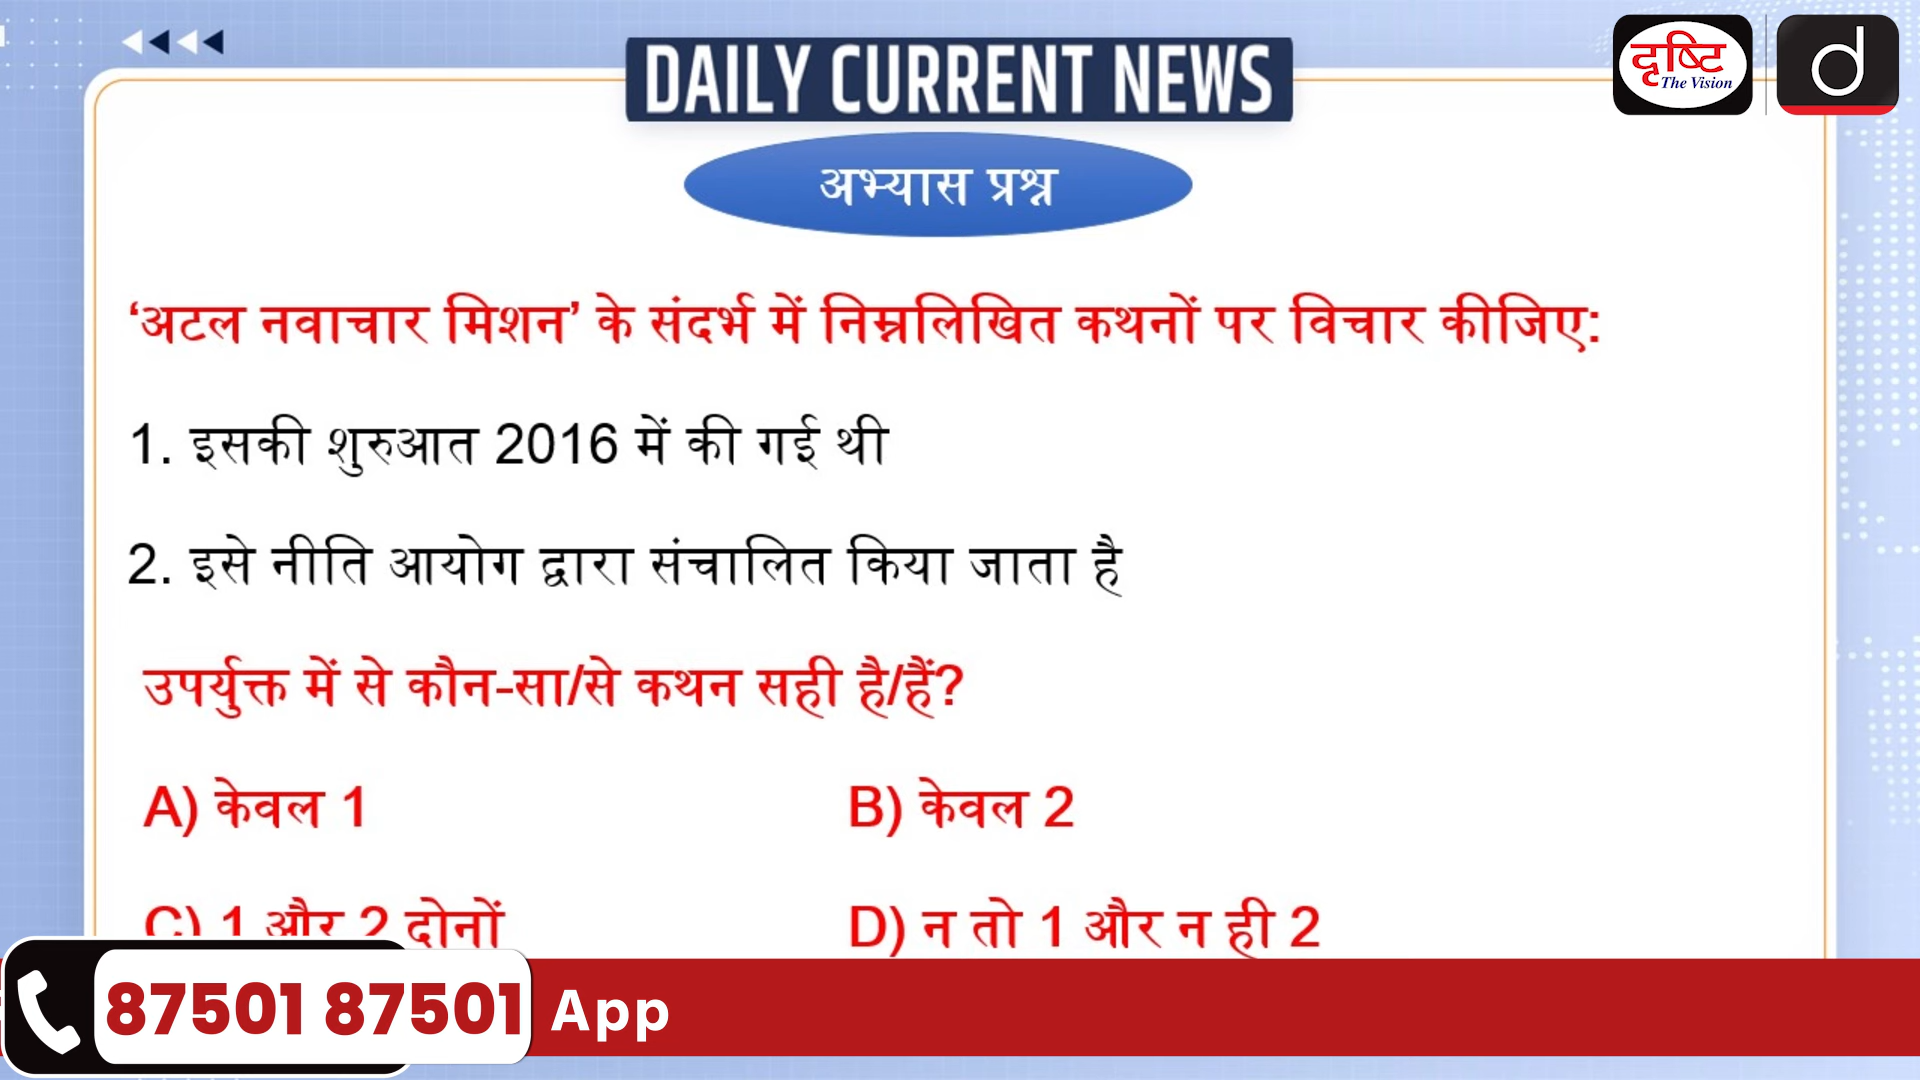 DAILY CURRENT NEWS
दृष्टि
The Vision
d
अभ्यास प्रश्न
‘अटल नवाचार मिशन’ के संदर्भ में निम्नलिखित कथनों पर विचार कीजिए:
1. इसकी शुरुआत 2016 में की गई थी
2. इसे नीति आयोग द्वारा संचालित किया जाता है
उपर्युक्त में से कौन-सा/से कथन सही है/हैं?
A) केवल 1 B) केवल 2
C) 1 और 2 दोनों D) न तो 1 और न ही 2
87501 87501 App